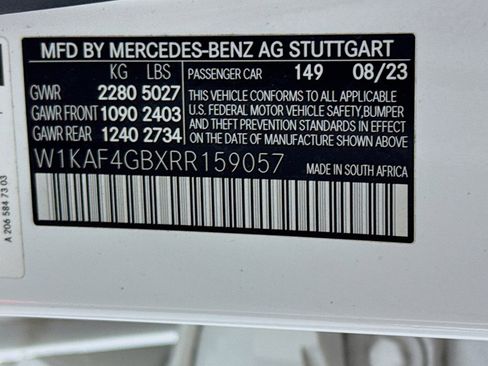 MFD BY MERCEDES-BENZ AG STUTTGART
KG LBS PASSENGER CAR 149 08/23
GVWR 2280 5027
GAWR FRONT 1090 2403
GAWR REAR 1240 2734
THIS VEHICLE CONFORMS TO ALL APPLICABLE
U.S. FEDERAL MOTOR VEHICLE SAFETY,BUMPER
AND THEFT PREVENTION STANDARDS IN EFFECT
ON THE DATE OF MANUFACTURE SHOWN ABOVE
W1KAF4GBXRR159057
MADE IN SOUTH AFRICA
A 206 584 73 03